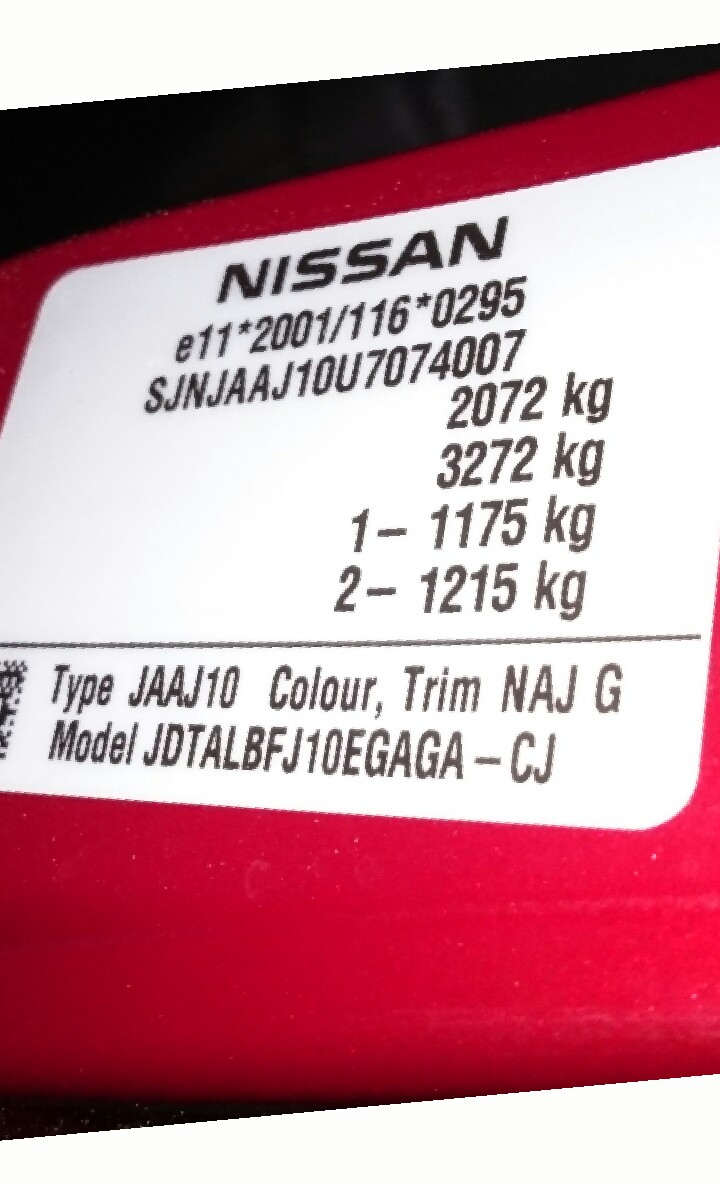 NISSAN
e11*2001/116*0295
SJNJAAJ10U7074007
2072 kg
3272 kg
1- 1175 kg
2- 1215 kg
Type JAAJ10 Colour, Trim NAJ G
Model JDTALBFJ10EGAGA-CJ